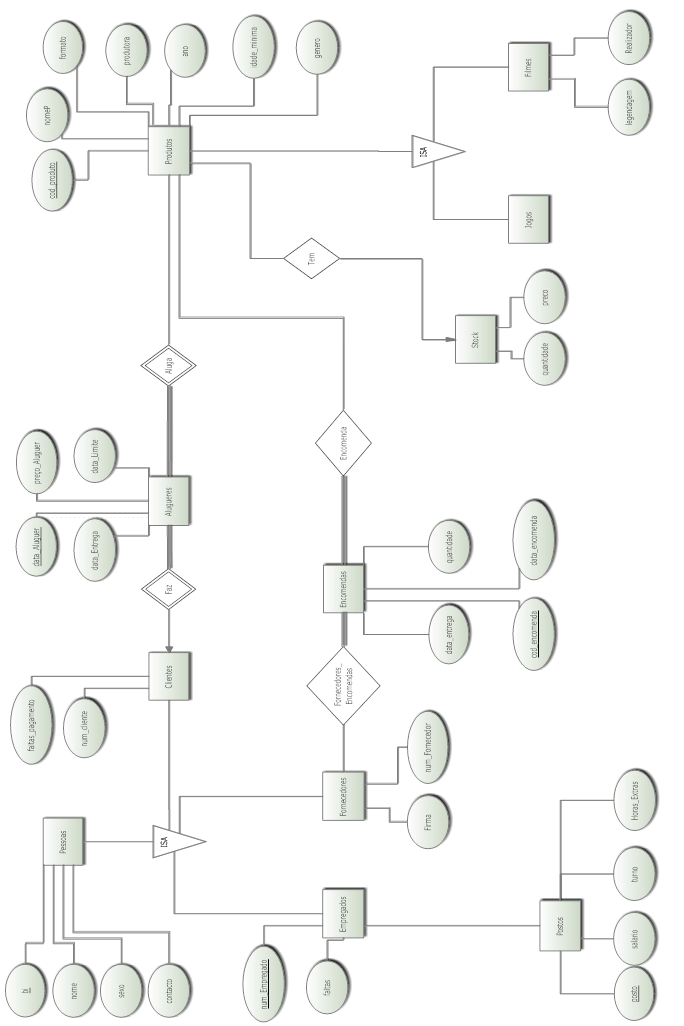 bi
nome
sexo
contacto
Pessoas
ISA
num_Empregado
faltas
Empregados
posto
salario
turno
Horas_Extras
Postos
Firma
num_Fornecedor
Fornecedores
faltas_pagamento
num_cliente
Clientes
Fornecedores_
Encomendas
data_entrega
cod_encomenda
quantidade
data_encomenda
Encomendas
Faz
data_Aluguer
data_Entrega
preço_Aluguer
data_Limite
Alugueres
Encomenda
Aluga
quantidade
preco
Stock
Tem
Jogos
cod_produto
nomeP
formato
produtora
ano
idade_minima
genero
Produtos
ISA
legendagem
Realizador
Filmes